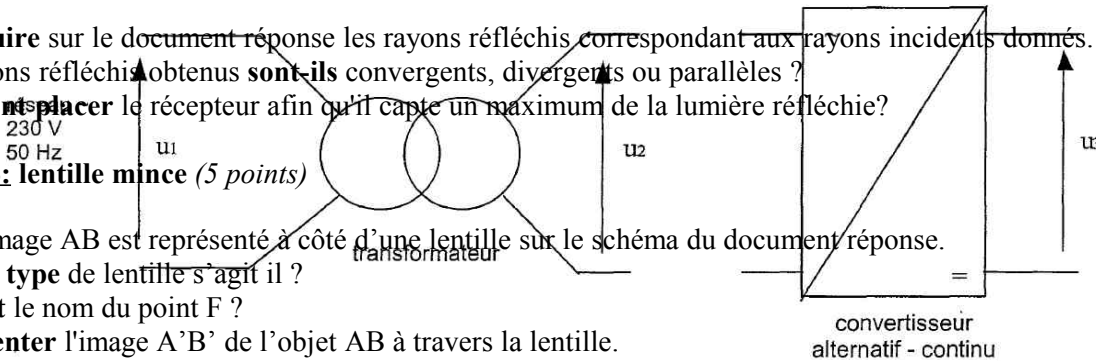 uire sur le document réponse les rayons réfléchis correspondant aux rayons incidents donnés.
ons réfléchis obtenus sont-ils convergents, divergents ou parallèles ?
nt placer le récepteur afin qu'il capte un maximum de la lumière réfléchie?
230 V
50 Hz
u1
u2
: lentille mince (5 points)
mage AB est représenté à côté d'une lentille sur le schéma du document réponse.
transformateur
type de lentille s'agit il ?
=
t le nom du point F ?
convertisseur
alternatif - continu
enter l'image A'B' de l'objet AB à travers la lentille.